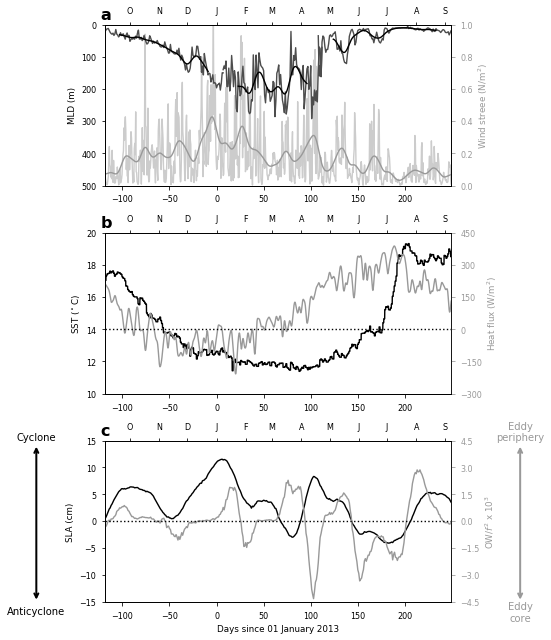 a
O N D J F M A M J J A S
0 100 200 300 400 500
MLD (m)
1.0 0.8 0.6 0.4 0.2 0.0
Wind streee (N/m²)
−100 −50 0 50 100 150 200
b
O N D J F M A M J J A S
20 18 16 14 12 10
SST (°C)
450 300 150 0 −150 −300
Heat flux (W/m²)
−100 −50 0 50 100 150 200
c
O N D J F M A M J J A S
Cyclone
Anticyclone
15 10 5 0 −5 −10 −15
SLA (cm)
4.5 3.0 1.5 0.0 −1.5 −3.0 −4.5
OW/f² x 10³
Eddy
periphery
Eddy
core
−100 −50 0 50 100 150 200
Days since 01 January 2013